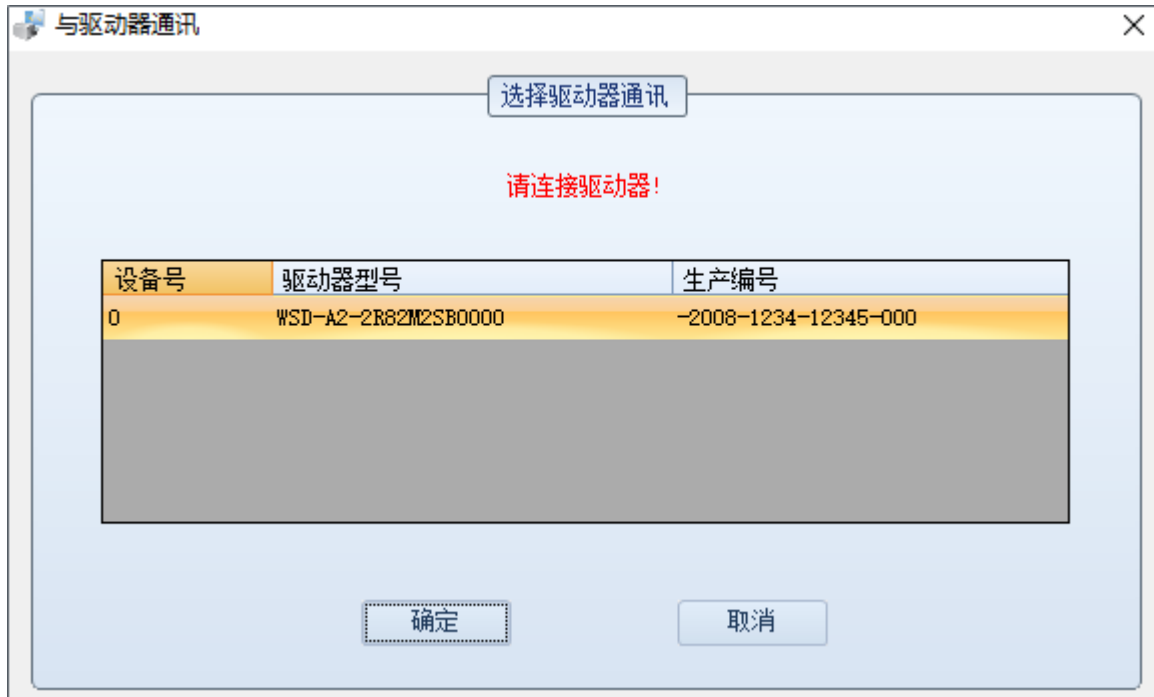 与驱动器通讯
选择驱动器通讯
请连接驱动器!
设备号 驱动器型号 生产编号
0 WSD-A2-2R82M2SB0000 -2008-1234-12345-000
确定 取消